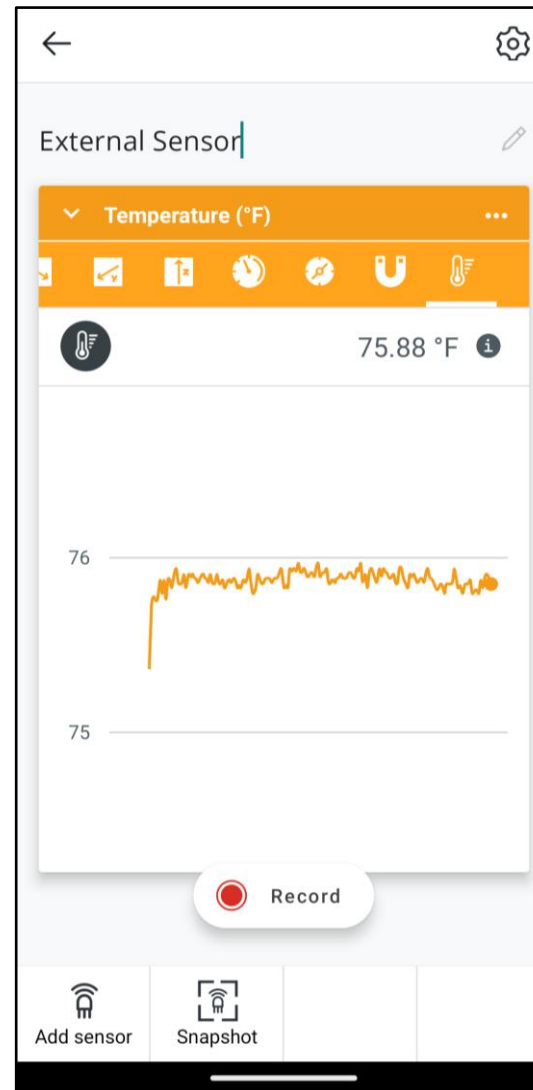 External Sensor
Temperature (°F)
y
z
75.88 °F
i
76
75
Record
Add sensor
Snapshot